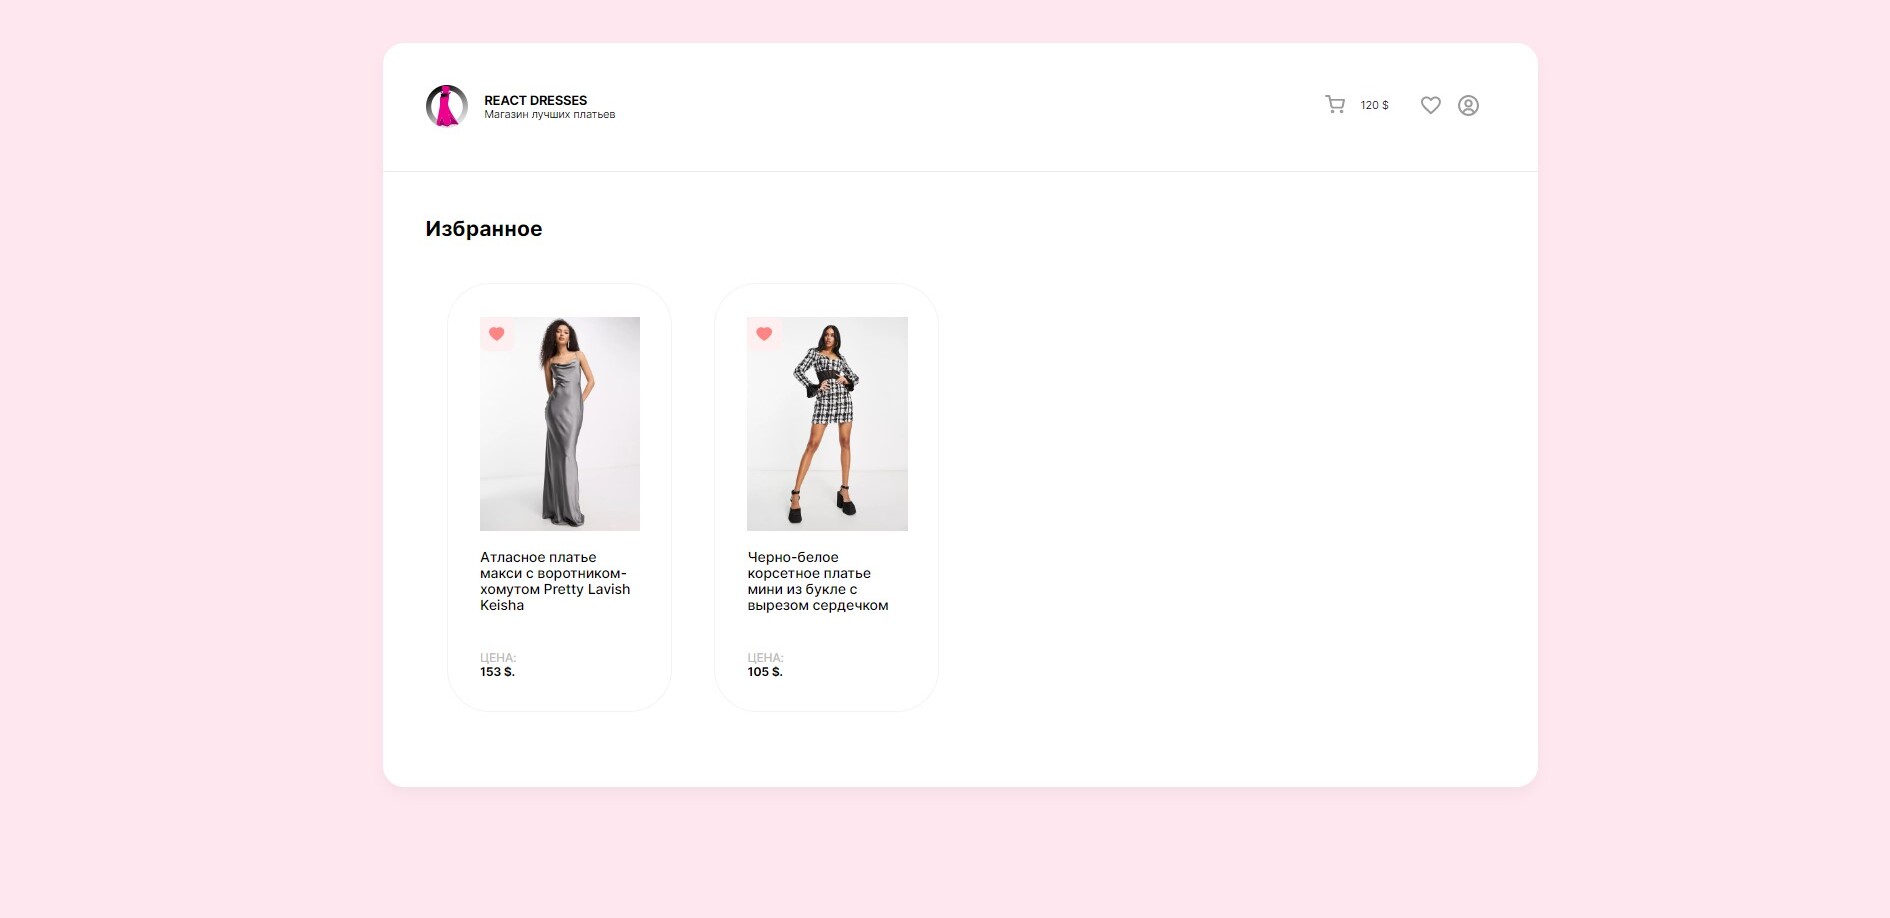 REACT DRESSES
Магазин лучших платьев
120 $
Избранное
Атласное платье
макси с воротником-
хомутом Pretty Lavish
Keisha
ЦЕНА:
153 $.
Черно-белое
корсетное платье
мини из букле с
вырезом сердечком
ЦЕНА:
105 $.